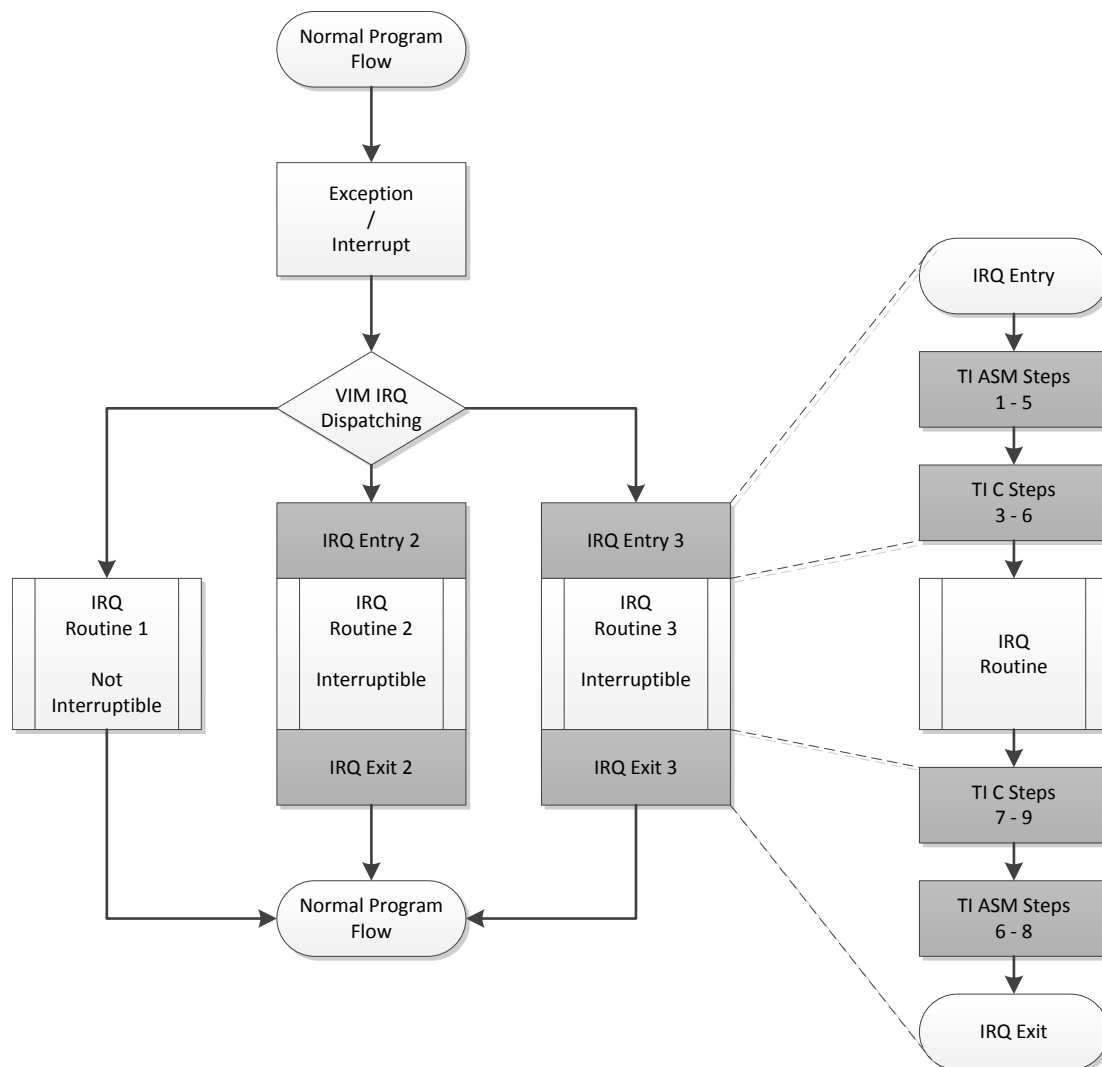 Normal Program
Flow
Exception
/
Interrupt
VIM IRQ
Dispatching
IRQ
Routine 1
Not
Interruptible
IRQ Entry 2
IRQ
Routine 2
Interruptible
IRQ Exit 2
IRQ Entry 3
IRQ
Routine 3
Interruptible
IRQ Exit 3
Normal Program
Flow
IRQ Entry
TI ASM Steps
1 - 5
TI C Steps
3 - 6
IRQ
Routine
TI C Steps
7 - 9
TI ASM Steps
6 - 8
IRQ Exit